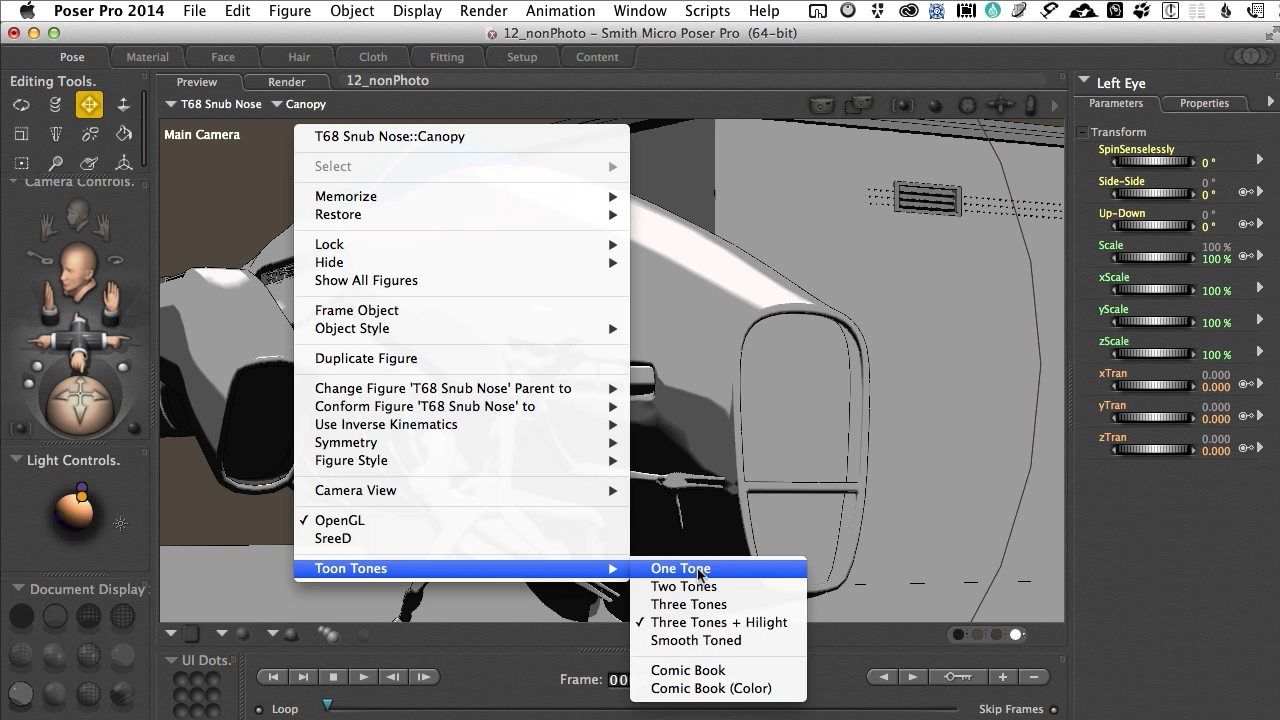 Poser Pro 2014 File Edit Figure Object Display Render Animation Window Scripts Help
12_nonPhoto - Smith Micro Poser Pro (64-bit)
Pose Material Face Hair Cloth Fitting Setup Content
Editing Tools.
Preview Render 12_nonPhoto
T68 Snub Nose Canopy
Main Camera
Camera Controls.
Light Controls.
Document Display
T68 Snub Nose::Canopy
Select
Memorize
Restore
Lock
Hide
Show All Figures
Frame Object
Object Style
Duplicate Figure
Change Figure 'T68 Snub Nose' Parent to
Conform Figure 'T68 Snub Nose' to
Use Inverse Kinematics
Symmetry
Figure Style
Camera View
✓ OpenGL
SreeD
Toon Tones
One Tone
Two Tones
Three Tones
✓ Three Tones + Hilight
Smooth Toned
Comic Book
Comic Book (Color)
Left Eye
Parameters Properties
Transform
SpinSenselessly
0 °
Side-Side 0 °
0 °
Up-Down 0 °
0 °
Scale 100 %
100 %
xScale
100 %
yScale
100 %
zScale
100 %
xTran 0.000
0.000
yTran 0.000
0.000
zTran 0.000
0.000
UI Dots.
Frame: 00
Loop
Skip Frames